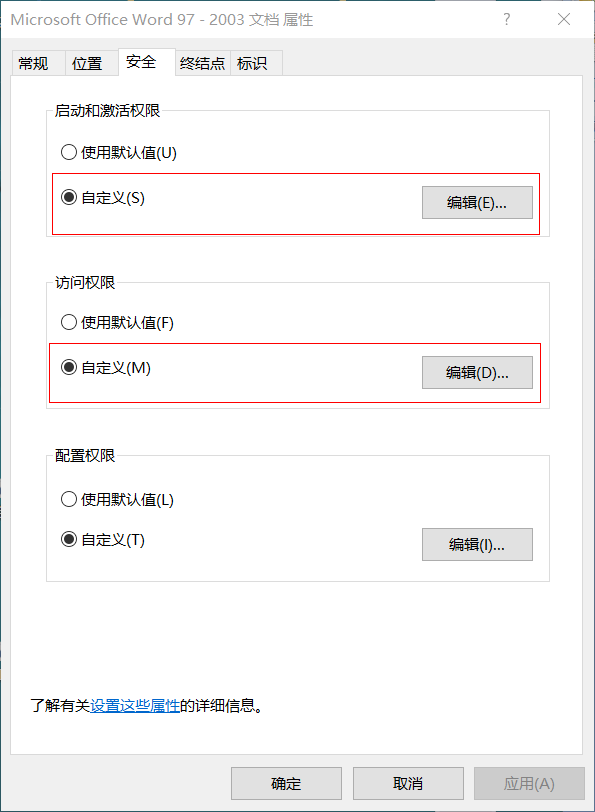 Microsoft Office Word 97 - 2003 文档 属性
?
常规 位置 安全 终结点 标识
启动和激活权限
使用默认值(U)
自定义(S) 编辑(E)...
访问权限
使用默认值(F)
自定义(M) 编辑(D)...
配置权限
使用默认值(L)
自定义(T) 编辑(I)...
了解有关设置这些属性的详细信息。
确定 取消 应用(A)